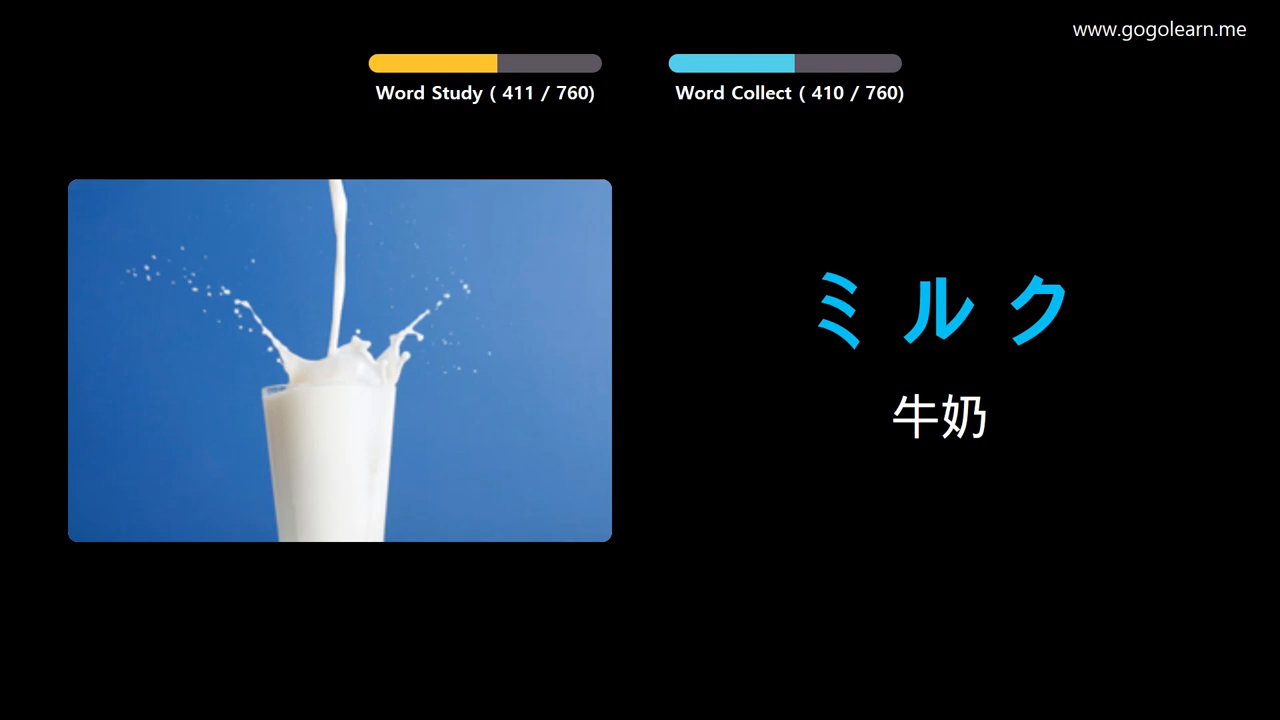 www.gogolearn.me
Word Study ( 411 / 760)
Word Collect ( 410 / 760)
ミ ル ク
牛奶